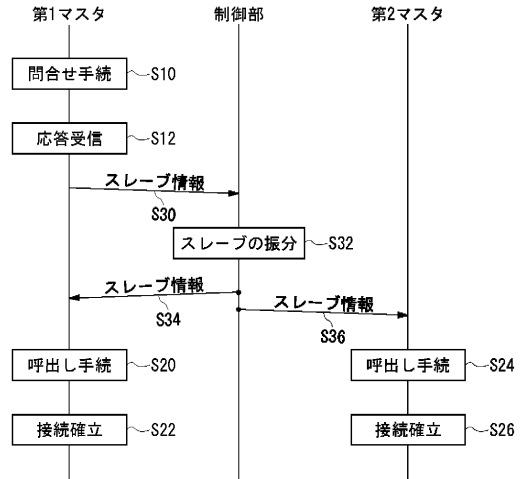 第1マスタ 制御部 第2マスタ
問合せ手続 S10
応答受信 S12
スレーブ情報
S30
スレーブの振分 S32
スレーブ情報
S34
スレーブ情報
S36
呼出し手続 S20 呼出し手続 S24
接続確立 S22 接続確立 S26